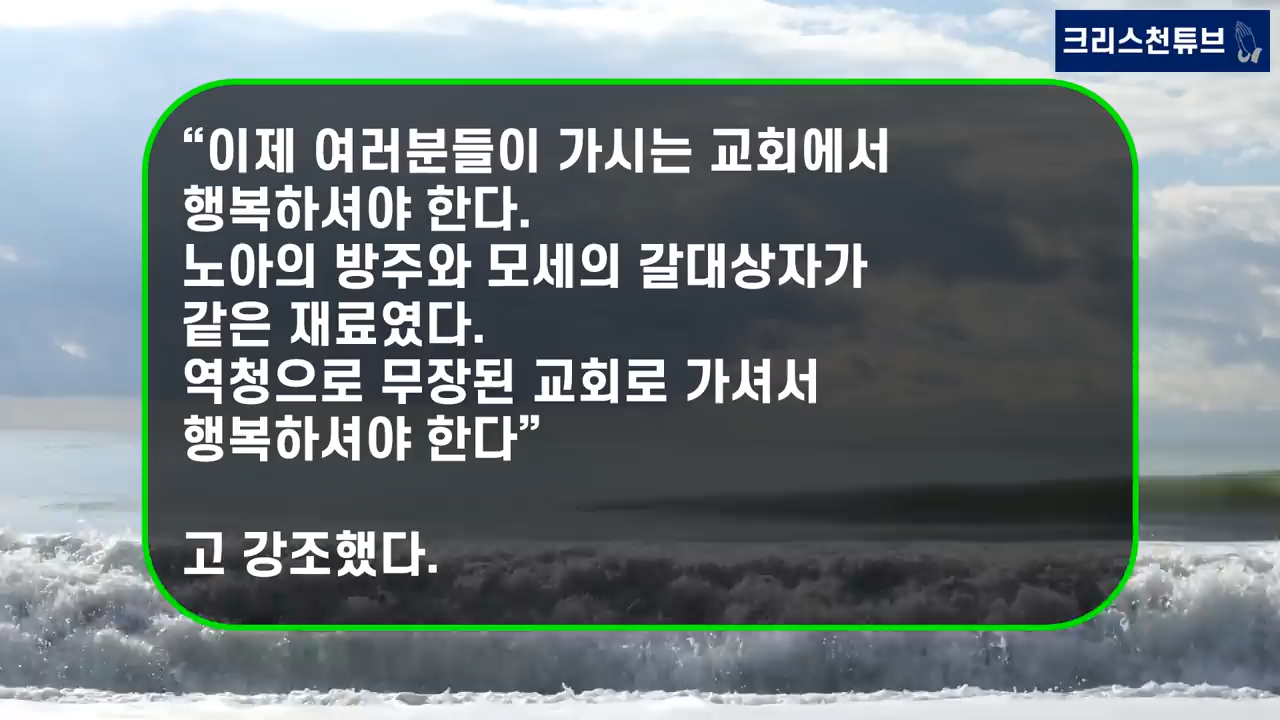 크리스천튜브
“이제 여러분들이 가시는 교회에서
행복하셔야 한다.
노아의 방주와 모세의 갈대상자가
같은 재료였다.
역청으로 무장된 교회로 가셔서
행복하셔야 한다”
고 강조했다.